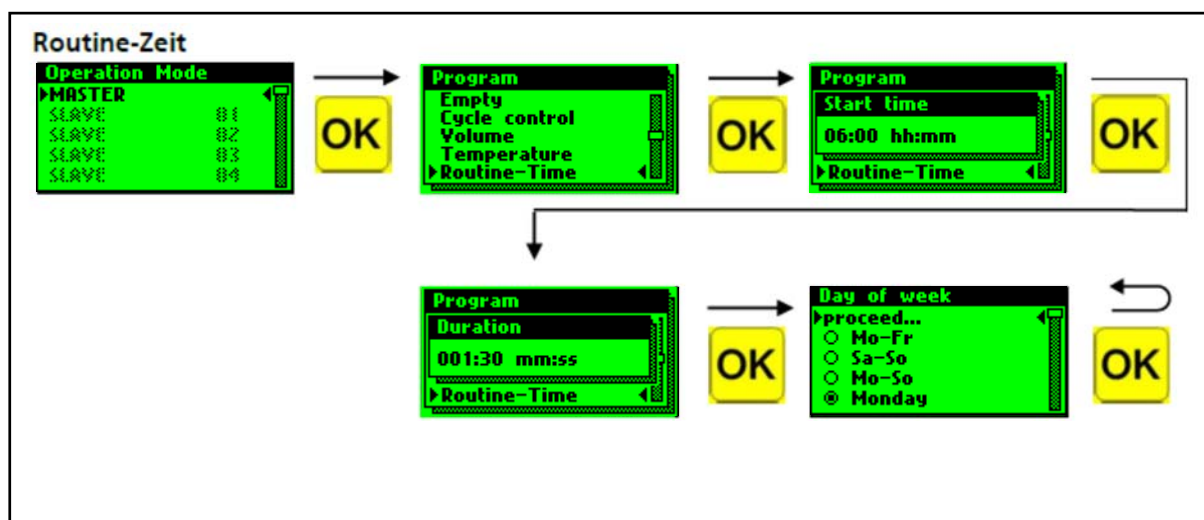 Routine-Zeit
Operation Mode
MASTER
SLAVE 01
SLAVE 02
SLAVE 03
SLAVE 04
OK
Program
Empty
Cycle control
Volume
Temperature
Routine-Time
OK
Program
Start time
06:00 hh:mm
Routine-Time
OK
Program
Duration
001:30 mm:ss
Routine-Time
OK
Day of week
proceed...
Mo-Fr
Sa-So
Mo-So
Monday
OK